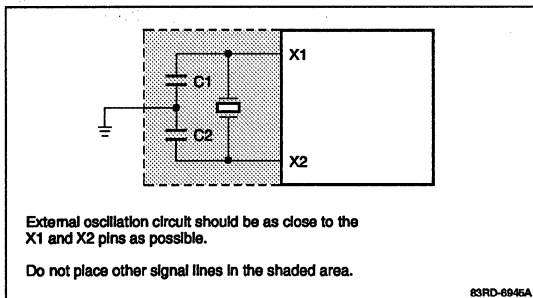 X1
C1
C2
X2
External oscillation circuit should be as close to the
X1 and X2 pins as possible.
Do not place other signal lines in the shaded area.
83RD-6945A